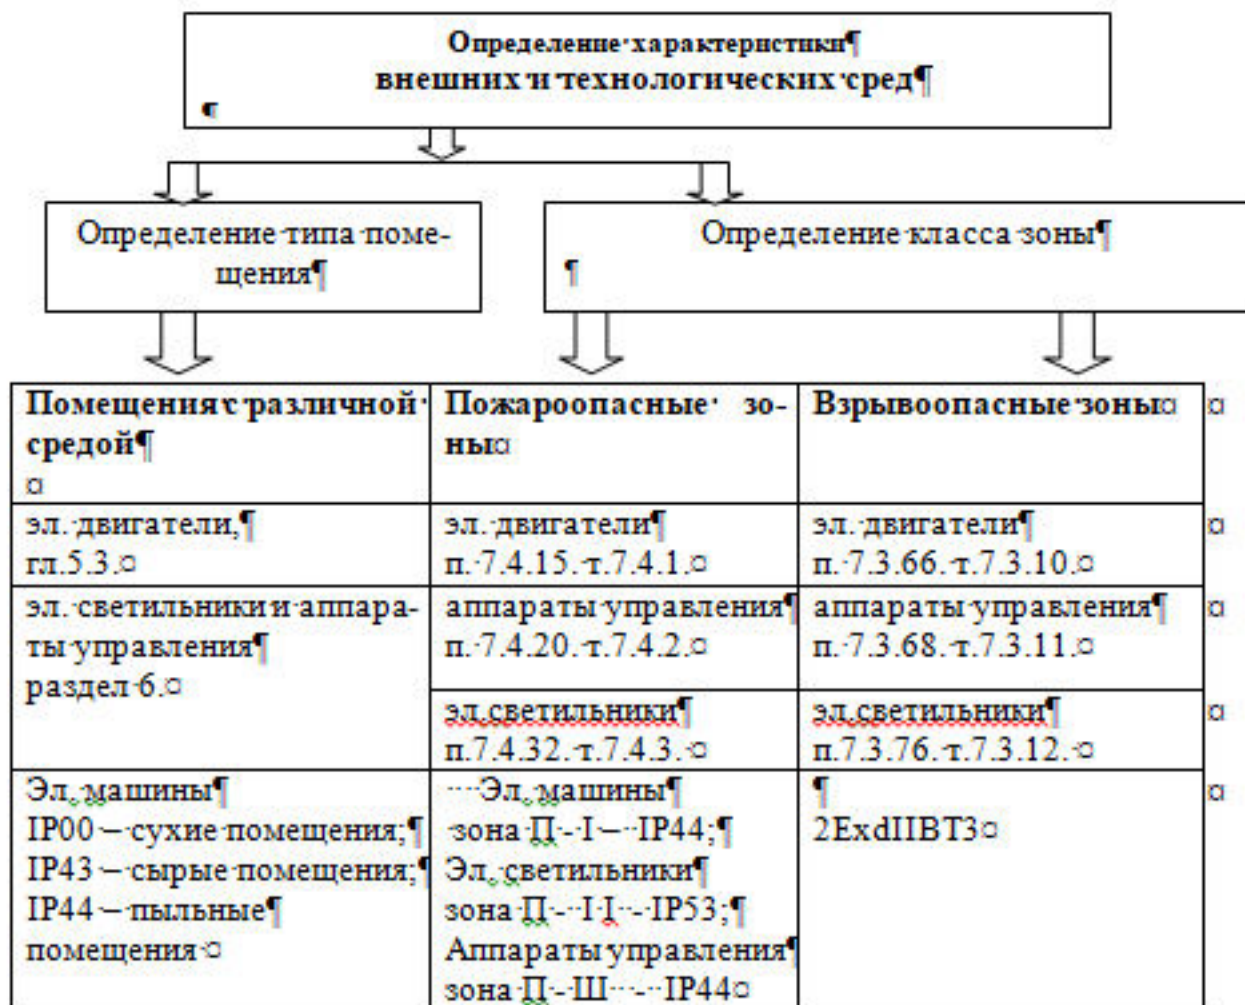 Определение характеристики
внешних и технологических сред
Определение типа поме-
щения
Определение класса зоны
Помещения с различной
средой
Пожароопасные зо-
ны
Взрывоопасные зоны
эл. двигатели,
гл.5.3.
эл. двигатели
п. 7.4.15. т.7.4.1.
эл. двигатели
п. 7.3.66. т.7.3.10.
эл. светильники и аппара-
ты управления
раздел 6.
аппараты управления
п. 7.4.20. т.7.4.2.
аппараты управления
п. 7.3.68. т.7.3.11.
эл.светильники
п.7.4.32. т.7.4.3.
эл.светильники
п.7.3.76. т.7.3.12.
Эл. машины
IP00 – сухие помещения;
IP43 – сырые помещения;
IP44 – пыльные
помещения
Эл. машины
зона П - I – IP44;
Эл. светильники
зона П - I I - IP53;
Аппараты управления
зона П - Ш - IP44
2ExdIIBT3